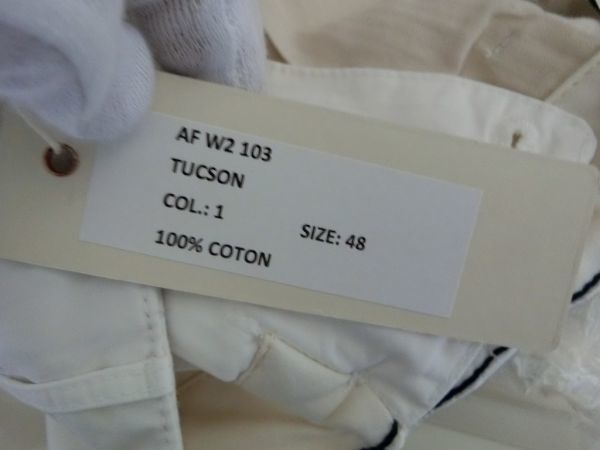 AF W2 103
TUCSON
COL.: 1
SIZE: 48
100% COTON